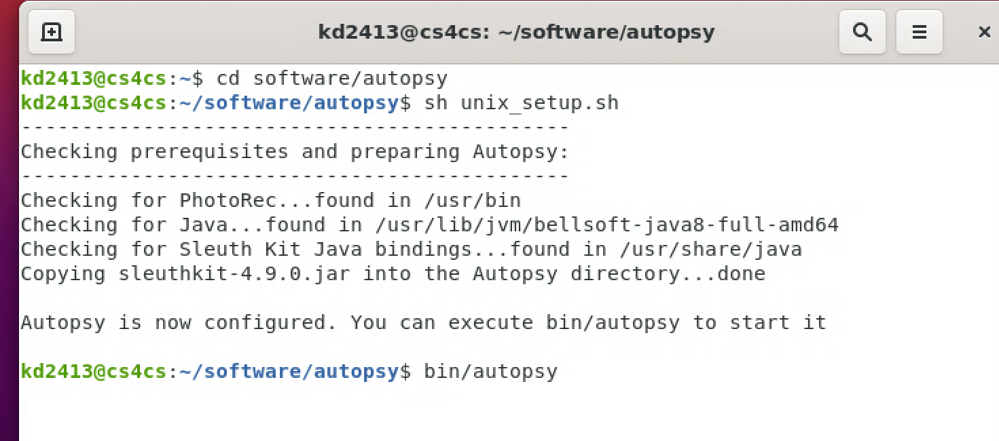 kd2413@cs4cs: ~/software/autopsy
kd2413@cs4cs:~$ cd software/autopsy
kd2413@cs4cs:~/software/autopsy$ sh unix_setup.sh
---------------------------------------------
Checking prerequisites and preparing Autopsy:
---------------------------------------------
Checking for PhotoRec...found in /usr/bin
Checking for Java...found in /usr/lib/jvm/bellsoft-java8-full-amd64
Checking for Sleuth Kit Java bindings...found in /usr/share/java
Copying sleuthkit-4.9.0.jar into the Autopsy directory...done
Autopsy is now configured. You can execute bin/autopsy to start it
kd2413@cs4cs:~/software/autopsy$ bin/autopsy